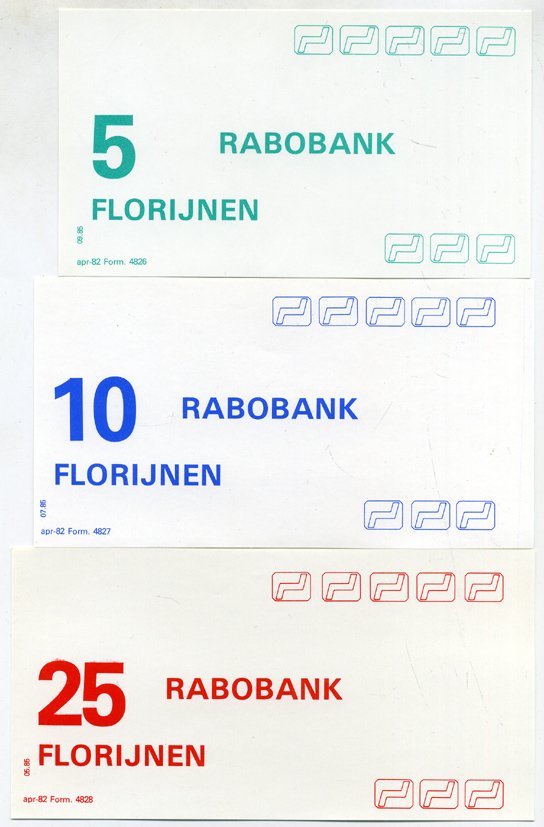 5
RABOBANK
FLORIJNEN
09.85
apr-82 Form. 4826
10
RABOBANK
FLORIJNEN
07.85
apr-82 Form. 4827
25
RABOBANK
FLORIJNEN
05.85
apr-82 Form. 4828